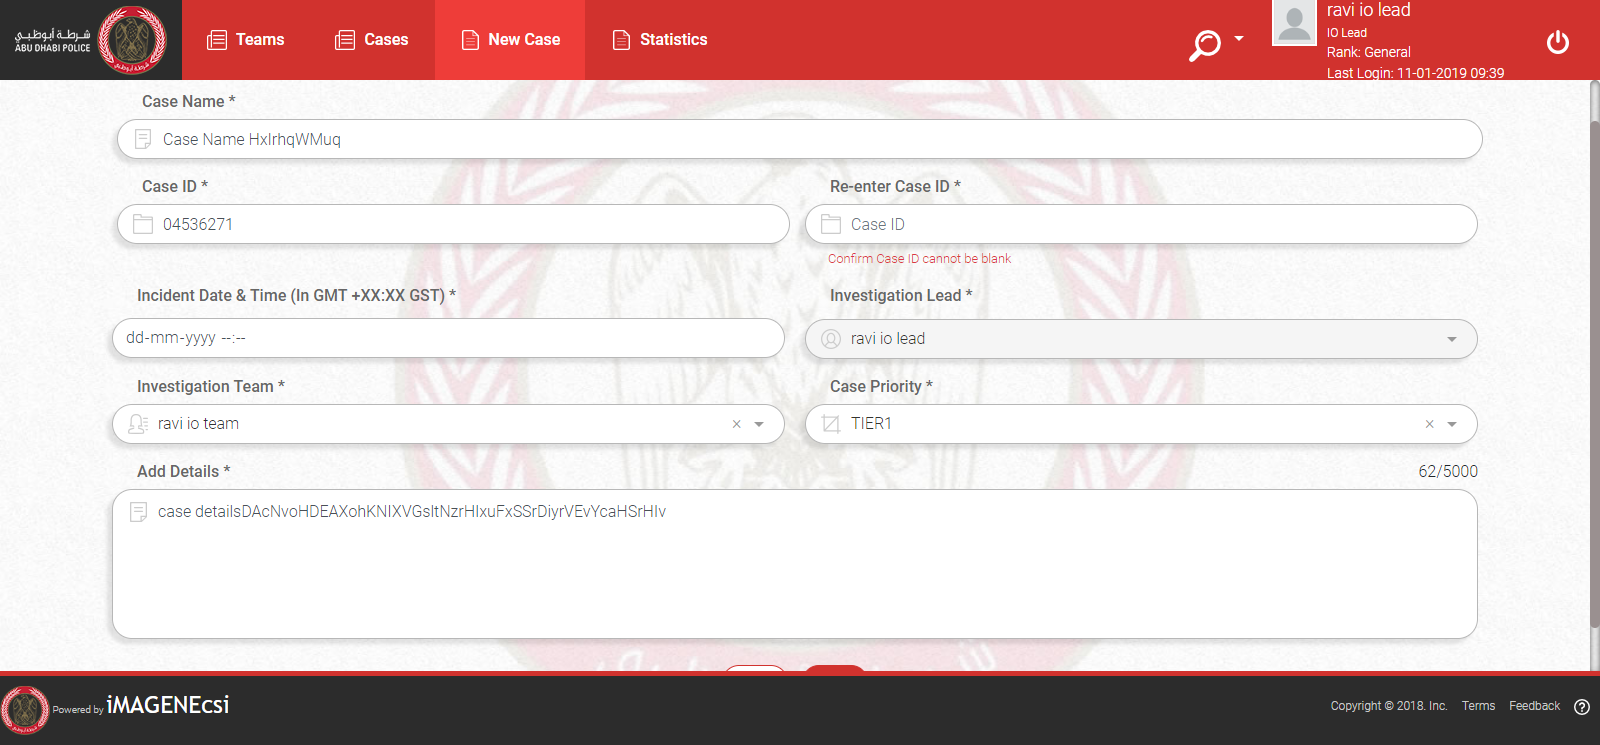 شرطة أبوظبي
ABU DHABI POLICE
Teams
Cases
New Case
Statistics
ravi io lead
IO Lead
Rank: General
Last Login: 11-01-2019 09:39
Case Name *
Case Name HxIrhqWMuq
Case ID *
Re-enter Case ID *
04536271
Case ID
Confirm Case ID cannot be blank
Incident Date & Time (In GMT +XX:XX GST) *
Investigation Lead *
dd-mm-yyyy --:--
ravi io lead
Investigation Team *
Case Priority *
ravi io team
×
TIER1
×
Add Details *
62/5000
case detailsDAcNvoHDEAXohKNIXVGsItNzrHIxuFxSSrDiyrVEvYcaHSrHIv
Powered by iMAGENEcsi
Copyright © 2018. Inc.
Terms
Feedback
?